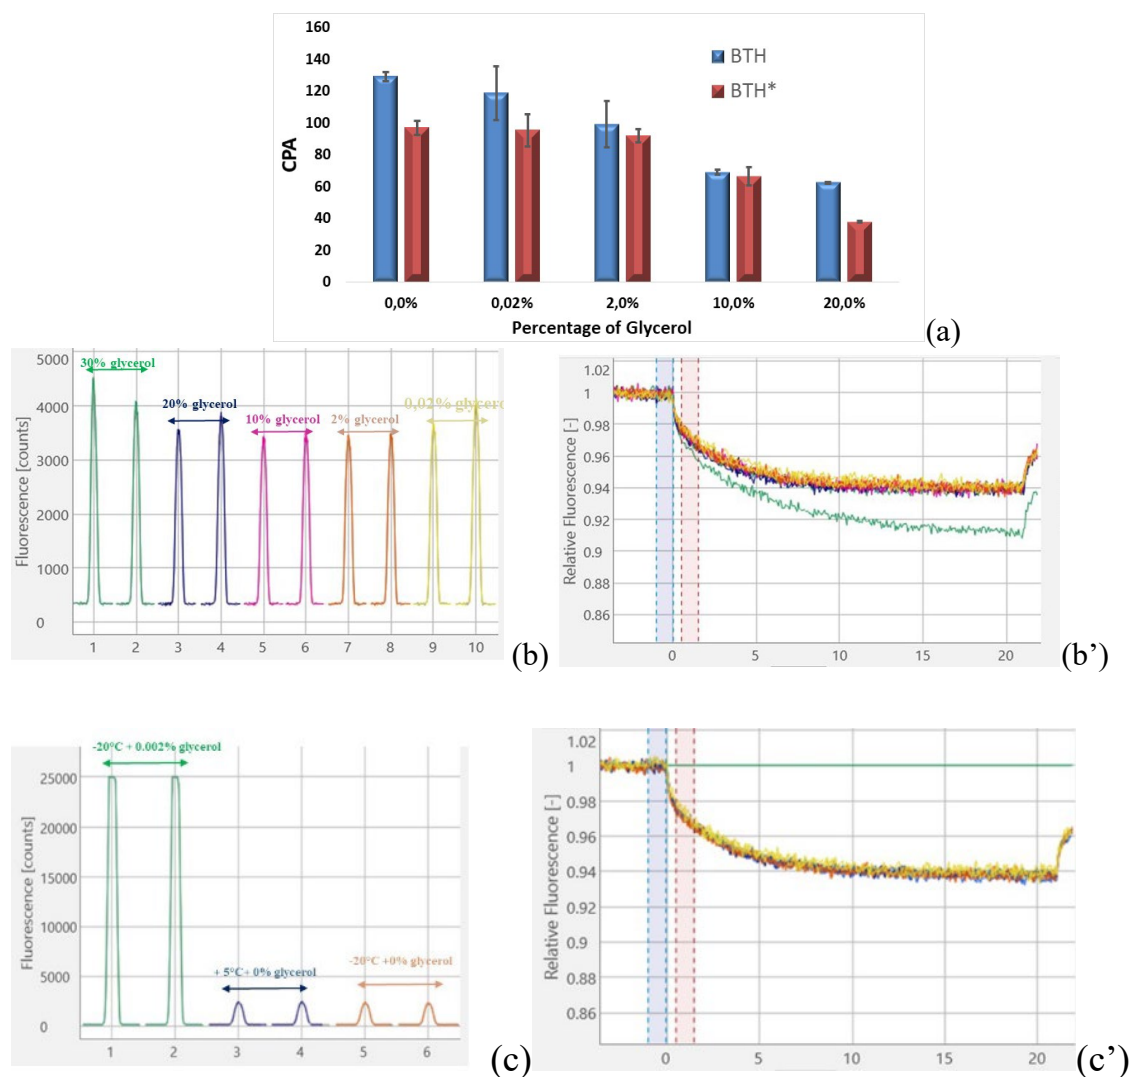 160
140
120
100
80
60
40
20
0
CPA
BTH
BTH*
0,0% 0,02% 2,0% 10,0% 20,0%
Percentage of Glycerol
(a)
5000
4000
3000
2000
1000
0
Fluorescence [counts]
30% glycerol
20% glycerol
10% glycerol
2% glycerol
0,02% glycerol
1 2 3 4 5 6 7 8 9 10
(b)
1.02
1
0.98
0.96
0.94
0.92
0.9
0.88
0.86
Relative Fluorescence [-]
0 5 10 15 20
(b’)
25000
20000
15000
10000
5000
0
Fluorescence [counts]
-20°C + 0.002% glycerol
+ 5°C+ 0% glycerol
-20°C +0% glycerol
1 2 3 4 5 6
(c)
1.02
1
0.98
0.96
0.94
0.92
0.9
0.88
0.86
Relative Fluorescence [-]
0 5 10 15 20
(c’)